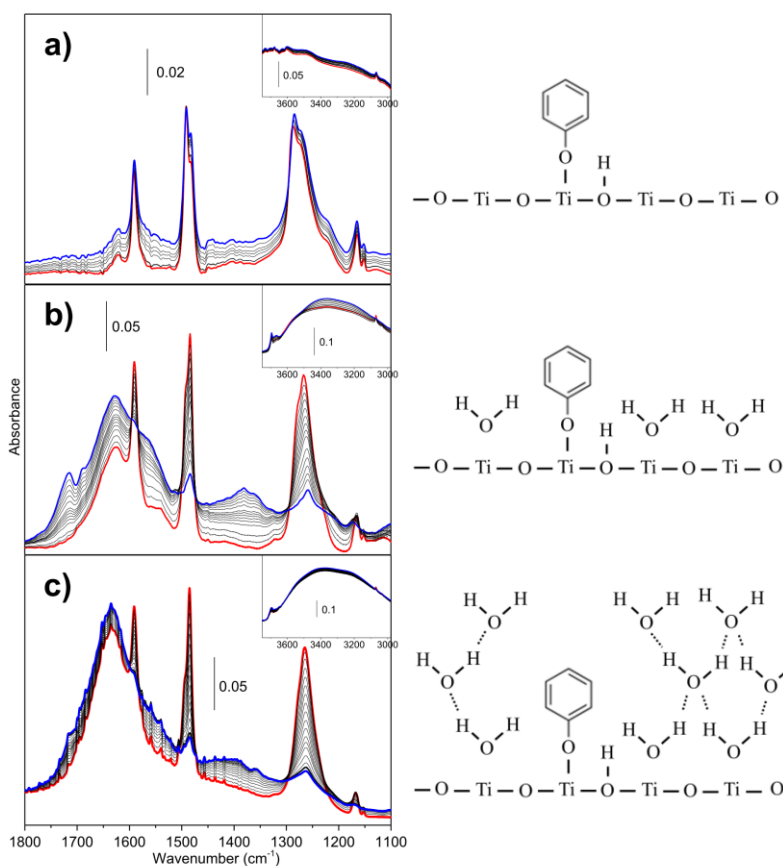 a)
0.02
0.05
3600 3400 3200 3000
b)
0.05
0.1
3600 3400 3200 3000
c)
0.05
0.1
3600 3400 3200 3000
Absorbance
1800 1700 1600 1500 1400 1300 1200 1100
Wavenumber (cm⁻¹)
O H
O Ti O Ti O Ti O Ti O
H H O H H H H
O O H O O
O Ti O Ti O Ti O Ti O
H H H H H H
O O O
H H H H H
O O O
H H O H H H H
O H O O
O Ti O Ti O Ti O Ti O